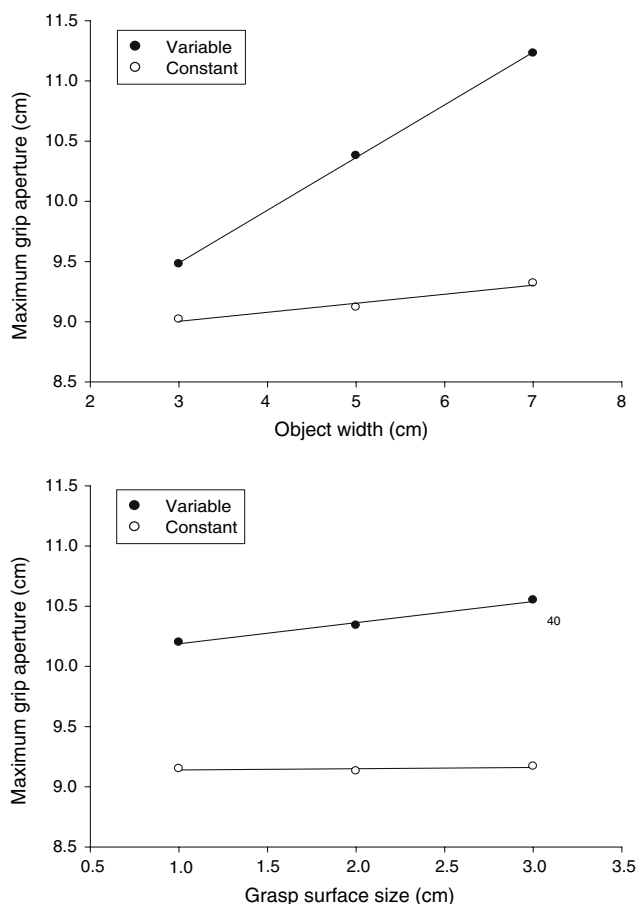 11.5
11.0
10.5
10.0
9.5
9.0
8.5
Maximum grip aperture (cm)
Variable
Constant
2 3 4 5 6 7 8
Object width (cm)
11.5
11.0
10.5
10.0
9.5
9.0
8.5
Maximum grip aperture (cm)
Variable
Constant
40
0.5 1.0 1.5 2.0 2.5 3.0 3.5
Grasp surface size (cm)